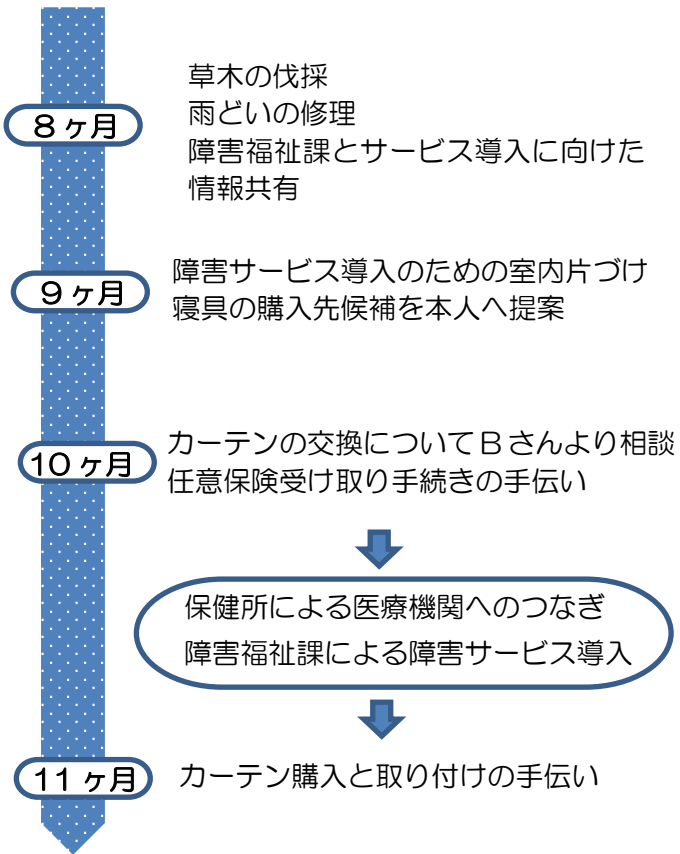 8ヶ月
草木の伐採
雨どいの修理
障害福祉課とサービス導入に向けた
情報共有
9ヶ月
障害サービス導入のための室内片づけ
寝具の購入先候補を本人へ提案
10ヶ月
カーテンの交換についてBさんより相談
任意保険受け取り手続きの手伝い
保健所による医療機関へのつなぎ
障害福祉課による障害サービス導入
11ヶ月
カーテン購入と取り付けの手伝い